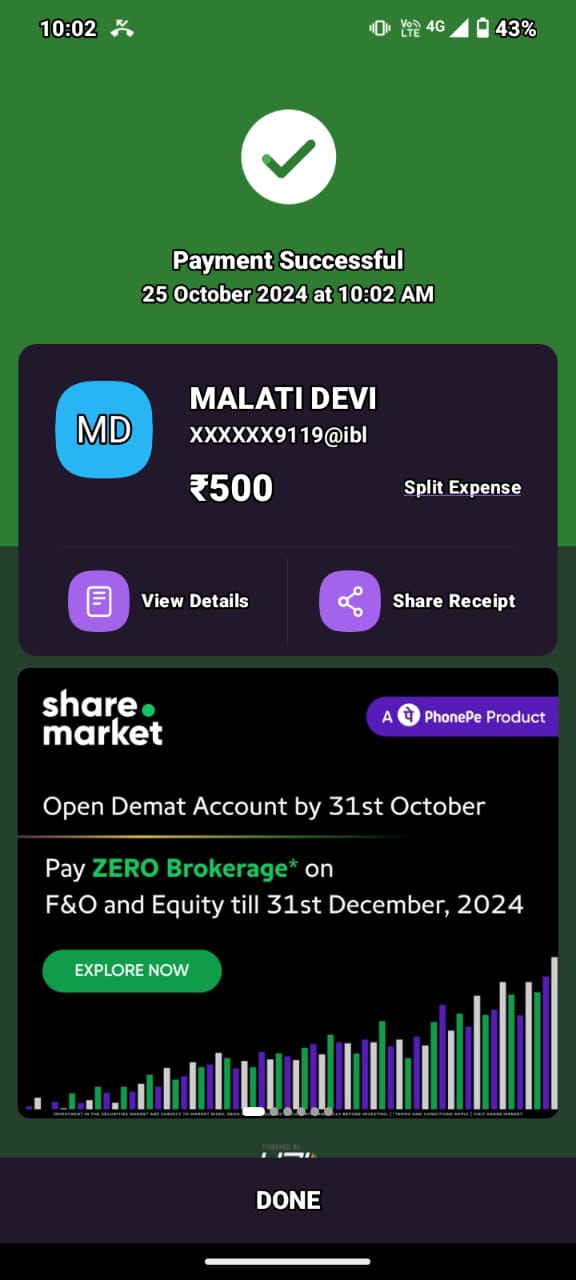 10:02
Vo)) LTE 4G 43%
Payment Successful
25 October 2024 at 10:02 AM
MD
MALATI DEVI
XXXXXX9119@ibl
₹500
Split Expense
View Details
Share Receipt
share.
market
A पे PhonePe Product
Open Demat Account by 31st October
Pay ZERO Brokerage* on
F&O and Equity till 31st December, 2024
EXPLORE NOW
INVESTMENT IN THE SECURITIES MARKET ARE SUBJECT TO MARKET RISKS, READ
BEFORE INVESTING. | *TERMS AND CONDITIONS APPLY | VISIT SHARE.MARKET
POWERED BY
DONE